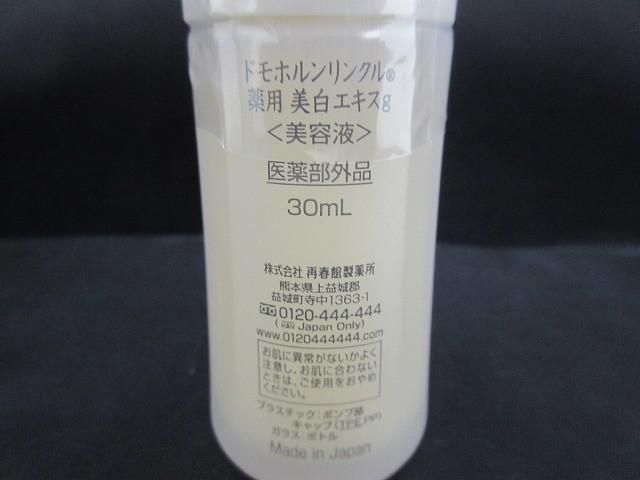 ドモホルンリンクル®
薬用 美白エキスg
<美容液>
医薬部外品
30mL
株式会社 再春館製薬所
熊本県上益城郡
益城町寺中1363-1
0120-444-444
( Japan Only)
www.0120444444.com
お肌に異常がないかよく
注意し、お肌に合わない
ときは、ご使用をおやめ
ください。
プラスチック:ポンプ部
キャップ(TPE,PP)
ガラス:ボトル
Made in Japan